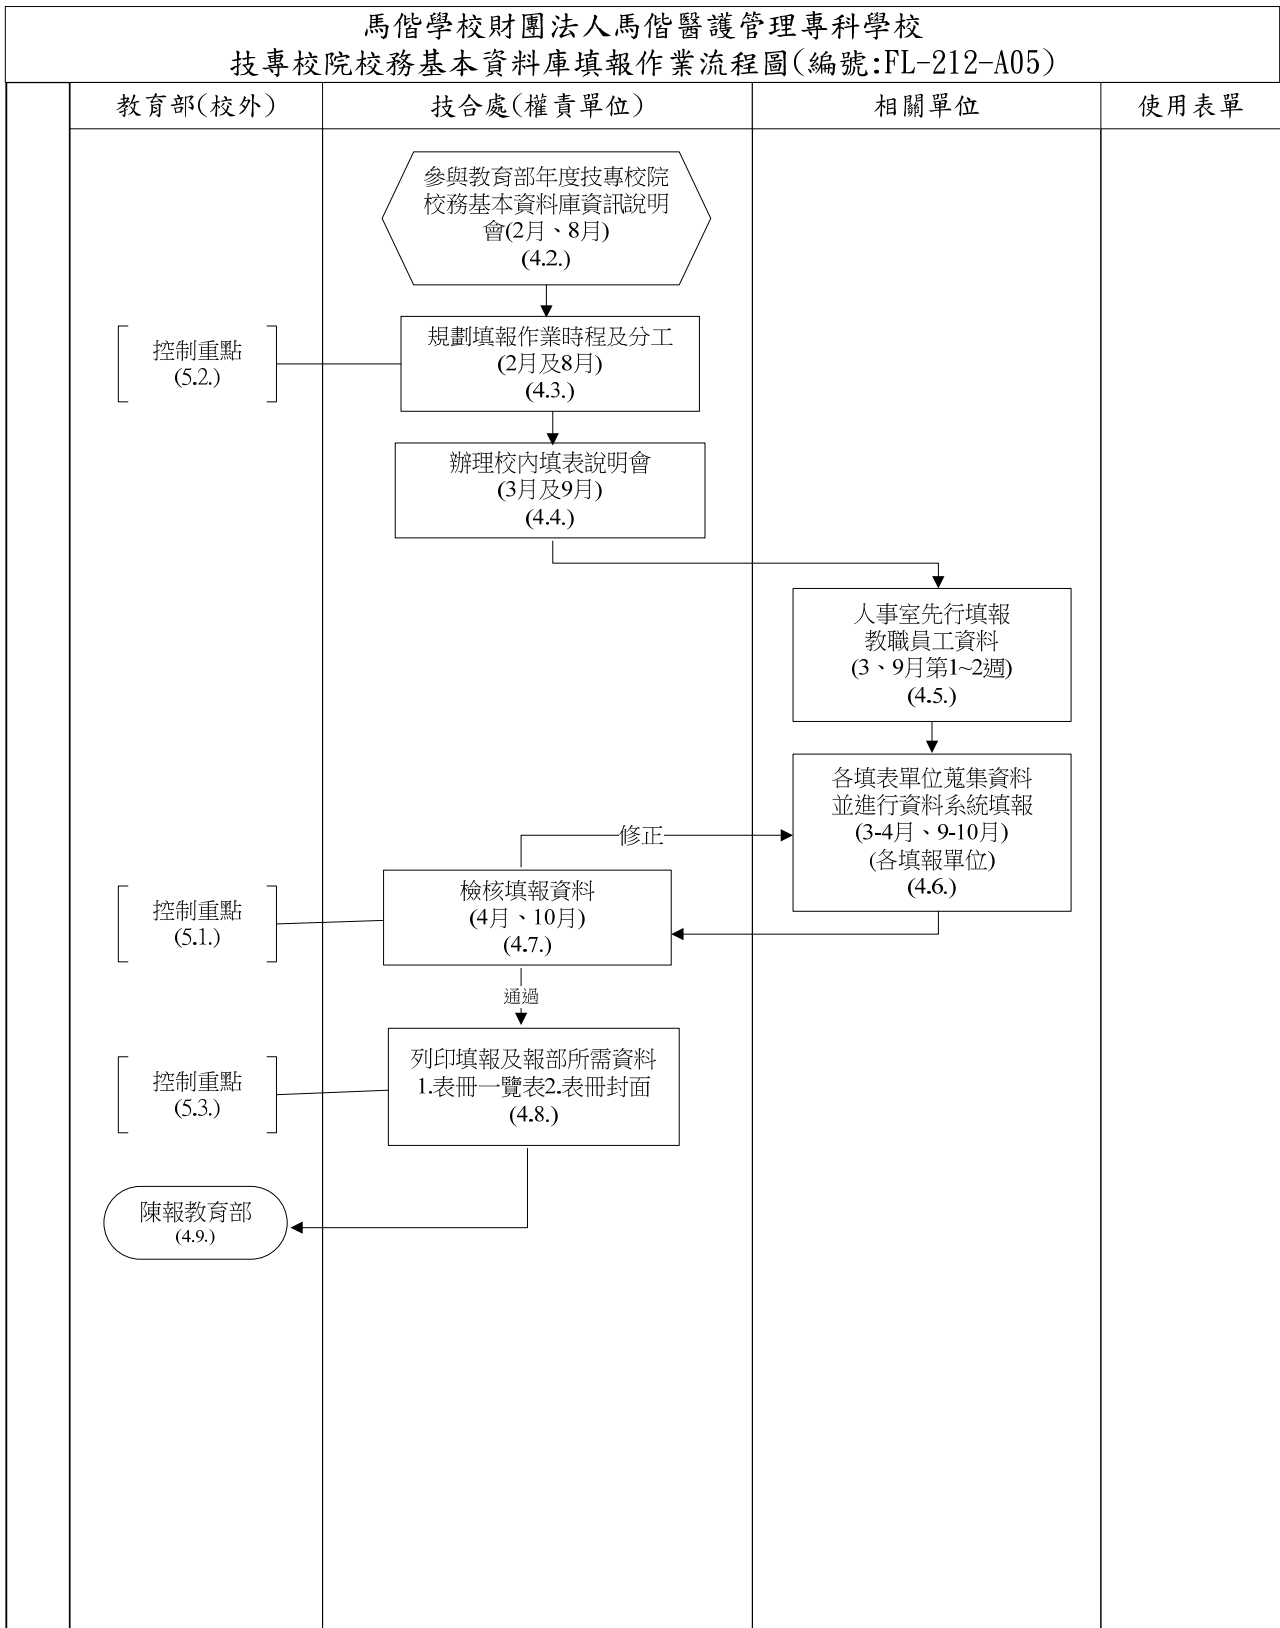 馬偕學校財團法人馬偕醫護管理專科學校
技專校院校務基本資料庫填報作業流程圖(編號:FL-212-A05)
教育部(校外)
技合處(權責單位)
相關單位
使用表單
參與教育部年度技專校院
校務基本資料庫資訊說明
會(2月、8月)
(4.2.)
控制重點
(5.2.)
規劃填報作業時程及分工
(2月及8月)
(4.3.)
辦理校內填表說明會
(3月及9月)
(4.4.)
人事室先行填報
教職員工資料
(3、9月第1~2週)
(4.5.)
各填表單位蒐集資料
並進行資料系統填報
(3-4月、9-10月)
(各填報單位)
(4.6.)
修正
控制重點
(5.1.)
檢核填報資料
(4月、10月)
(4.7.)
通過
控制重點
(5.3.)
列印填報及報部所需資料
1.表冊一覽表2.表冊封面
(4.8.)
陳報教育部
(4.9.)